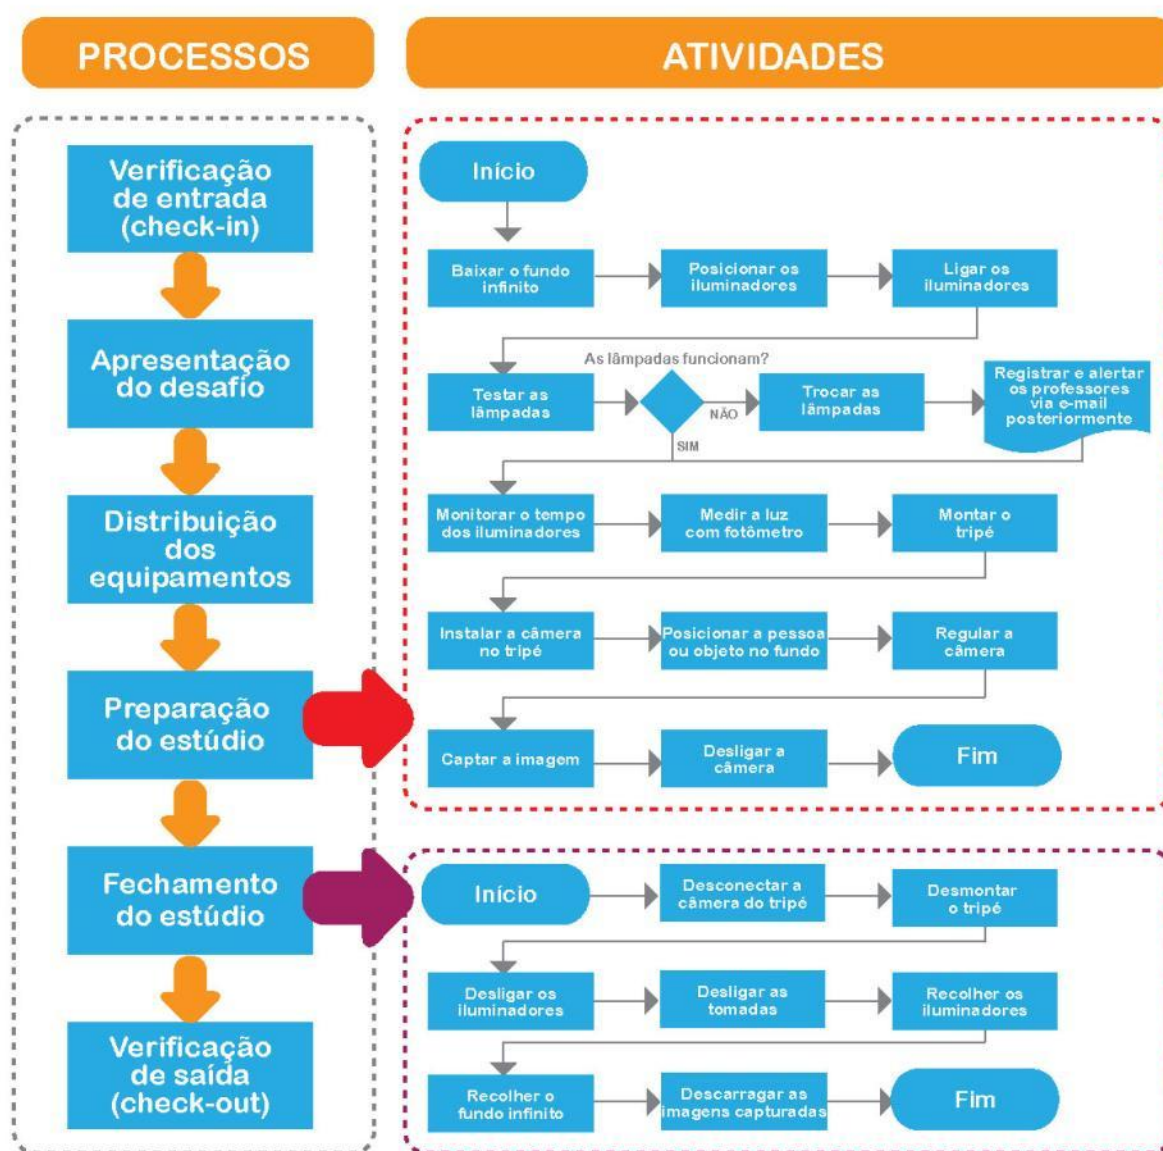 PROCESSOS
ATIVIDADES
Verificação
de entrada
(check-in)
Apresentação
do desafio
Distribuição
dos
equipamentos
Preparação
do estúdio
Fechamento
do estúdio
Verificação
de saída
(check-out)
Início
Baixar o fundo
infinito
Posicionar os
iluminadores
Ligar os
iluminadores
Testar as
lâmpadas
As lâmpadas funcionam?
NÃO
SIM
Trocar as
lâmpadas
Registrar e alertar
os professores
via e-mail
posteriormente
Monitorar o tempo
dos iluminadores
Medir a luz
com fotômetro
Montar o
tripé
Instalar a câmera
no tripé
Posicionar a pessoa
ou objeto no fundo
Regular a
câmera
Captar a imagem
Desligar a
câmera
Fim
Início
Desconectar a
câmera do tripé
Desmontar
o tripé
Desligar os
iluminadores
Desligar as
tomadas
Recolher os
iluminadores
Recolher o
fundo infinito
Descarragar as
imagens capturadas
Fim